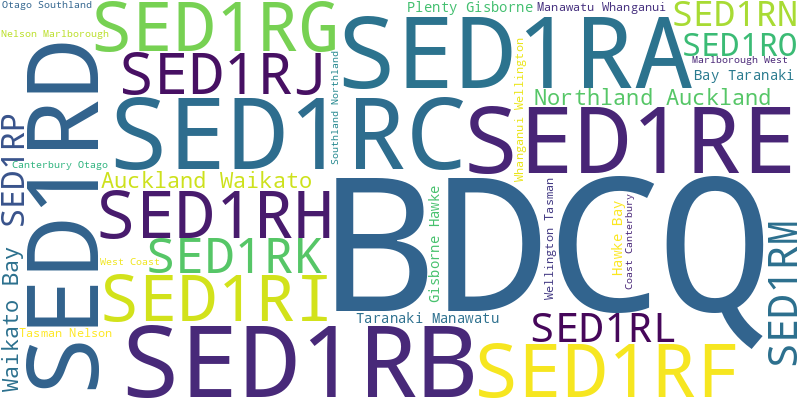 Otago Southland
Nelson Marlborough
SED1RG
Plenty Gisborne
Manawatu Whanganui
SED1RN
SED1RA
SED1RO
Marlborough West
Bay Taranaki
SED1RJ
Southland Northland
Whanganui Wellington
Northland Auckland
SED1RD
SED1RP
SED1RC
SED1RE
Canterbury Otago
Auckland Waikato
BDCQ
SED1RH
Gisborne Hawke
Wellington Tasman
Hawke Bay
Coast Canterbury
SED1RM
SED1RK
West Coast
Waikato Bay
SED1RI
Tasman Nelson
Taranaki Manawatu
SED1RL
SED1RB
SED1RF